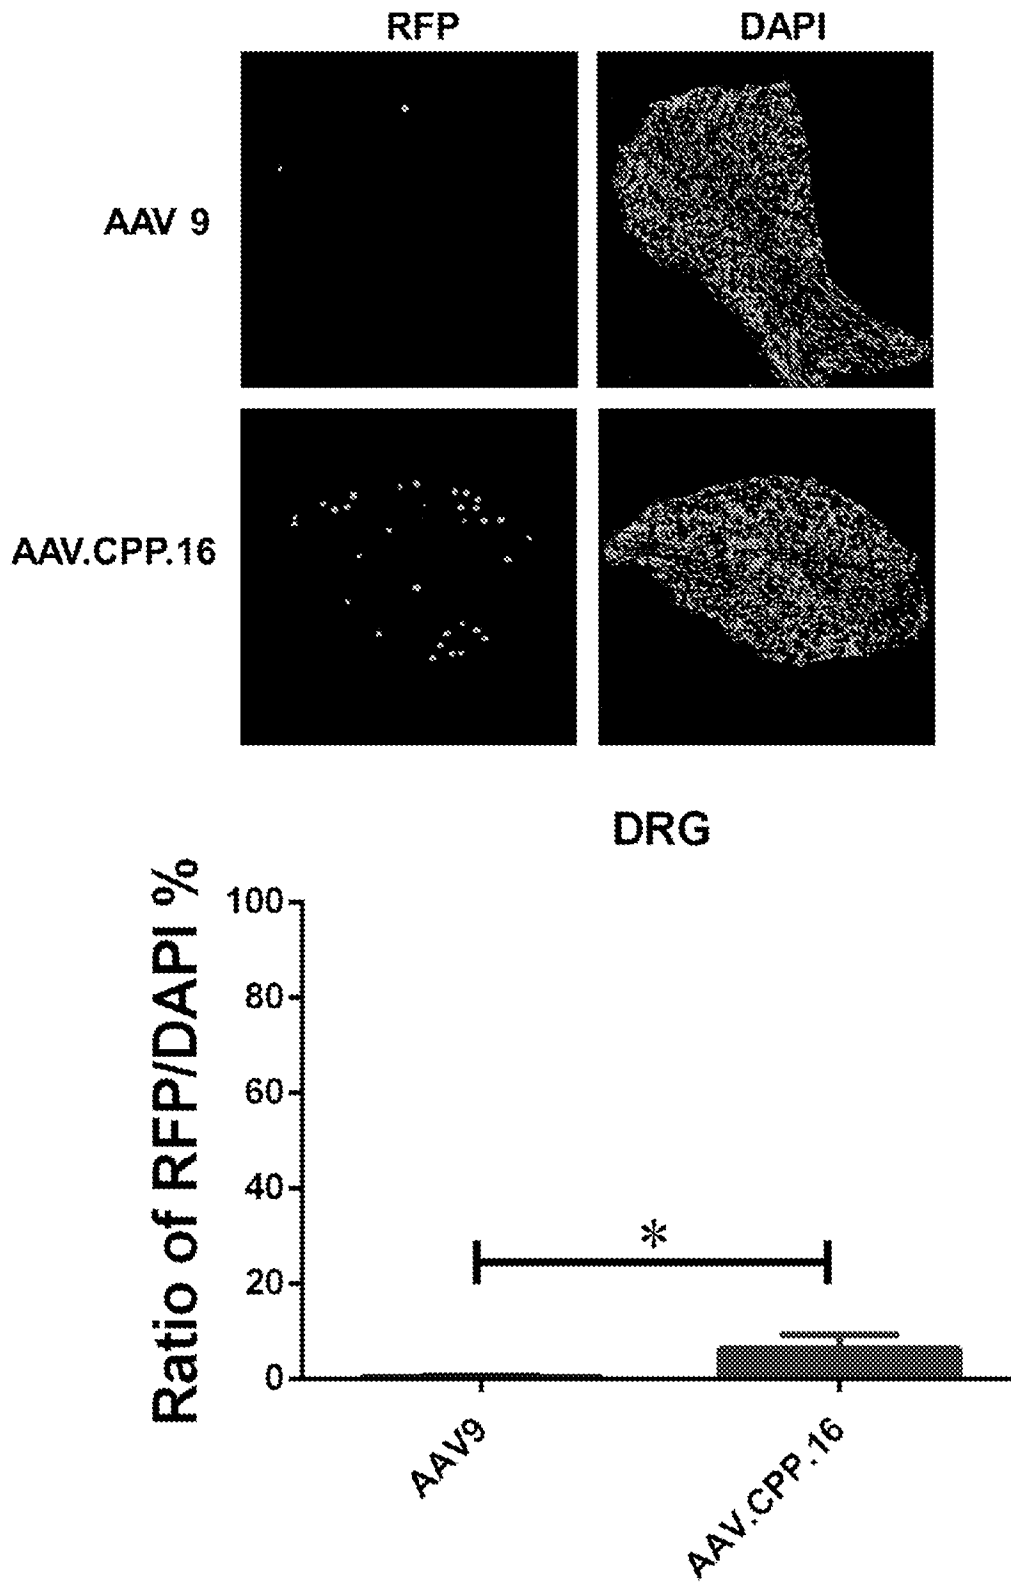 RFP DAPI
AAV 9
AAV.CPP.16
DRG
Ratio of RFP/DAPI %
100
80
60
40
*
20
0
AAV9 AAV.CPP.16